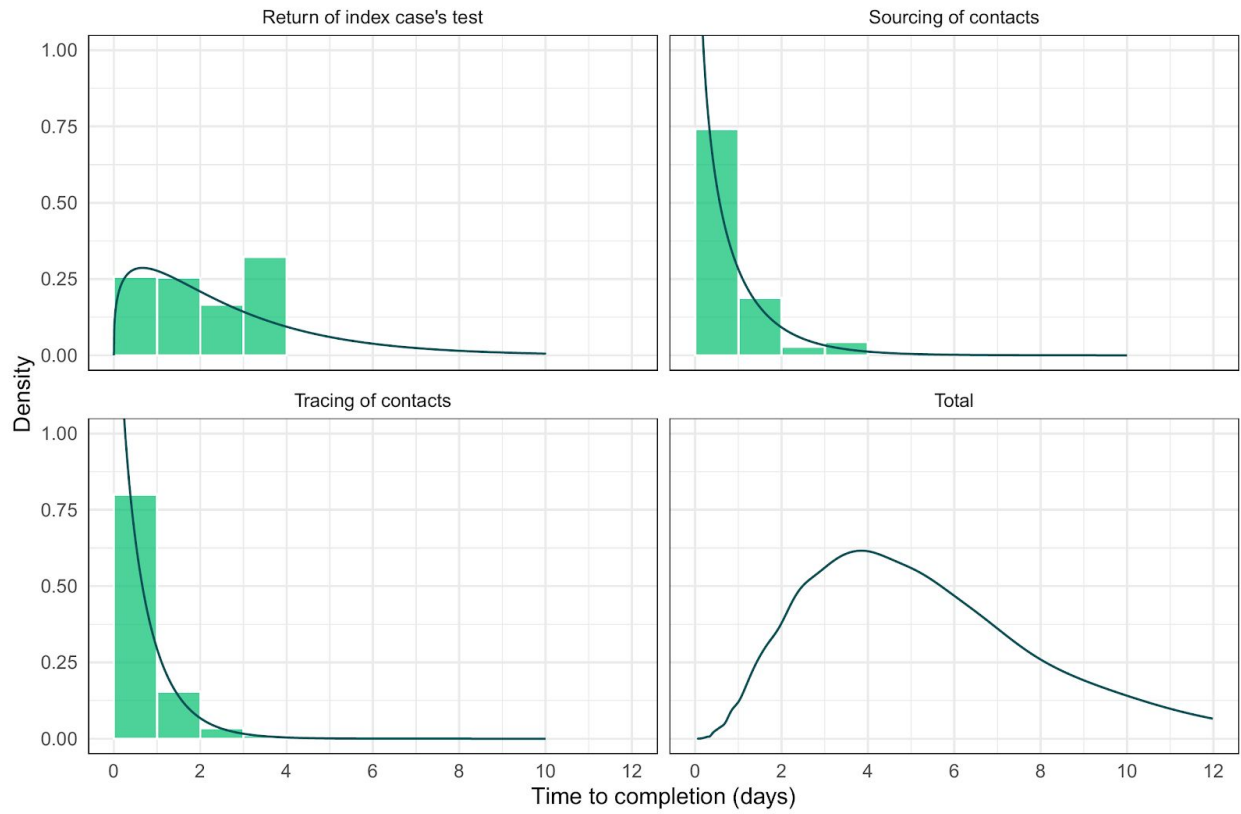 Return of index case's test
Sourcing of contacts
1.00
0.75
0.50
0.25
0.00
Density
Tracing of contacts
Total
1.00
0.75
0.50
0.25
0.00
0 2 4 6 8 10 12
0 2 4 6 8 10 12
Time to completion (days)